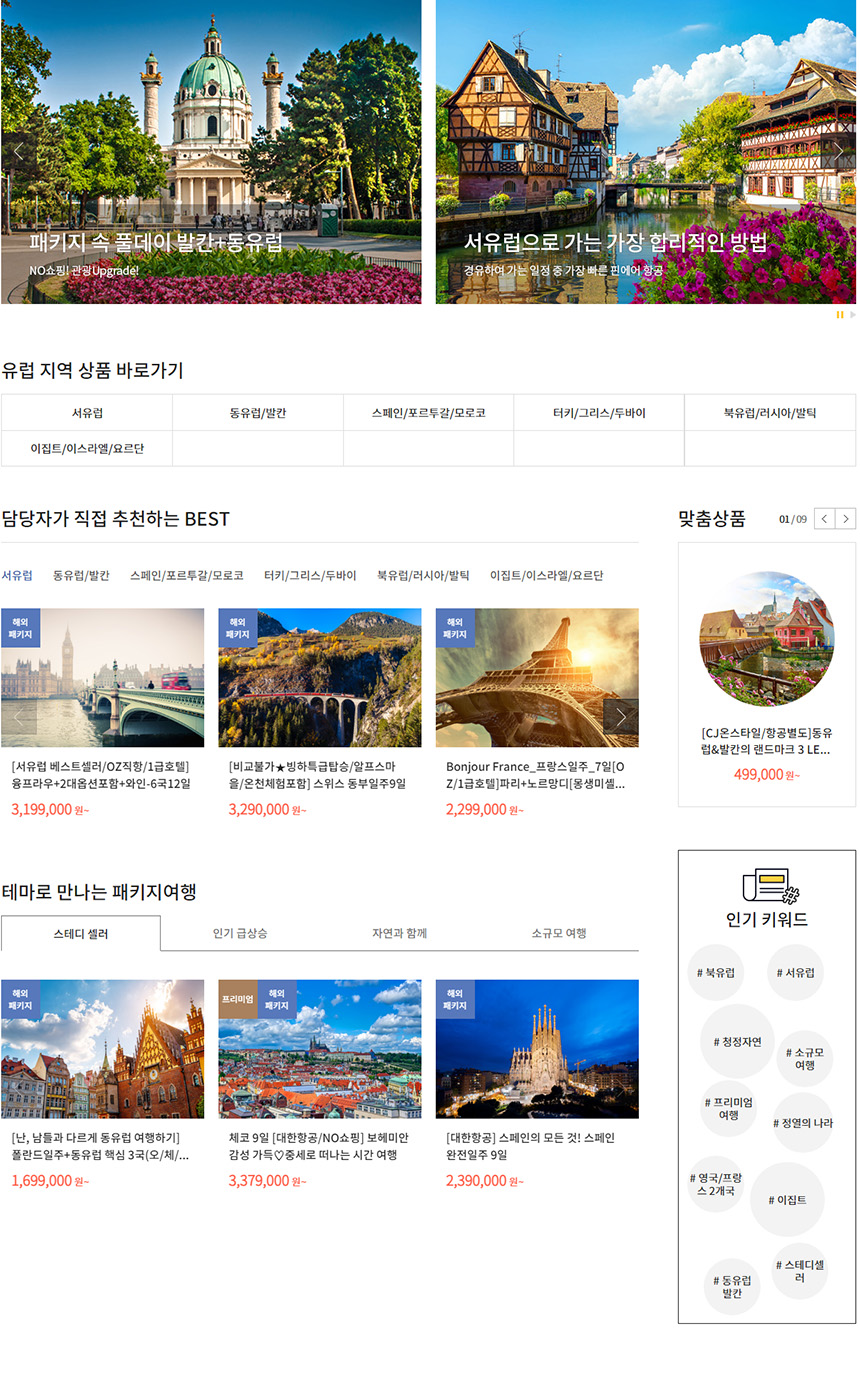 패키지 속 풀데이 발칸+동유럽
NO쇼핑! 관광Upgrade!
서유럽으로 가는 가장 합리적인 방법
경유하여 가는 일정 중 가장 빠른 핀에어 항공
유럽 지역 상품 바로가기
서유럽
동유럽/발칸
스페인/포르투갈/모로코
터키/그리스/두바이
북유럽/러시아/발틱
이집트/이스라엘/요르단
담당자가 직접 추천하는 BEST
서유럽 동유럽/발칸 스페인/포르투갈/모로코 터키/그리스/두바이 북유럽/러시아/발틱 이집트/이스라엘/요르단
해외
패키지
[서유럽 베스트셀러/OZ직항/1급호텔]
융프라우+2대옵션포함+와인-6국12일
3,199,000 원~
해외
패키지
[비교불가★빙하특급탑승/알프스마
을/온천체험포함] 스위스 동부일주9일
3,290,000 원~
해외
패키지
Bonjour France_프랑스일주_7일[O
Z/1급호텔]파리+노르망디[몽생미셸...
2,299,000 원~
맞춤상품
01 / 09
[CJ온스타일/항공별도]동유
럽&발칸의 랜드마크 3 LE...
499,000 원~
테마로 만나는 패키지여행
스테디 셀러 인기 급상승 자연과 함께 소규모 여행
해외
패키지
[난, 남들과 다르게 동유럽 여행하기]
폴란드일주+동유럽 핵심 3국(오/체/...
1,699,000 원~
프리미엄
해외
패키지
체코 9일 [대한항공/NO쇼핑] 보헤미안
감성 가득♡중세로 떠나는 시간 여행
3,379,000 원~
해외
패키지
[대한항공] 스페인의 모든 것! 스페인
완전일주 9일
2,390,000 원~
인기 키워드
# 북유럽
# 서유럽
# 청정자연
# 소규모
여행
# 프리미엄
여행
# 정열의 나라
# 영국/프랑
스 2개국
# 이집트
# 스테디셀
러
# 동유럽
발칸